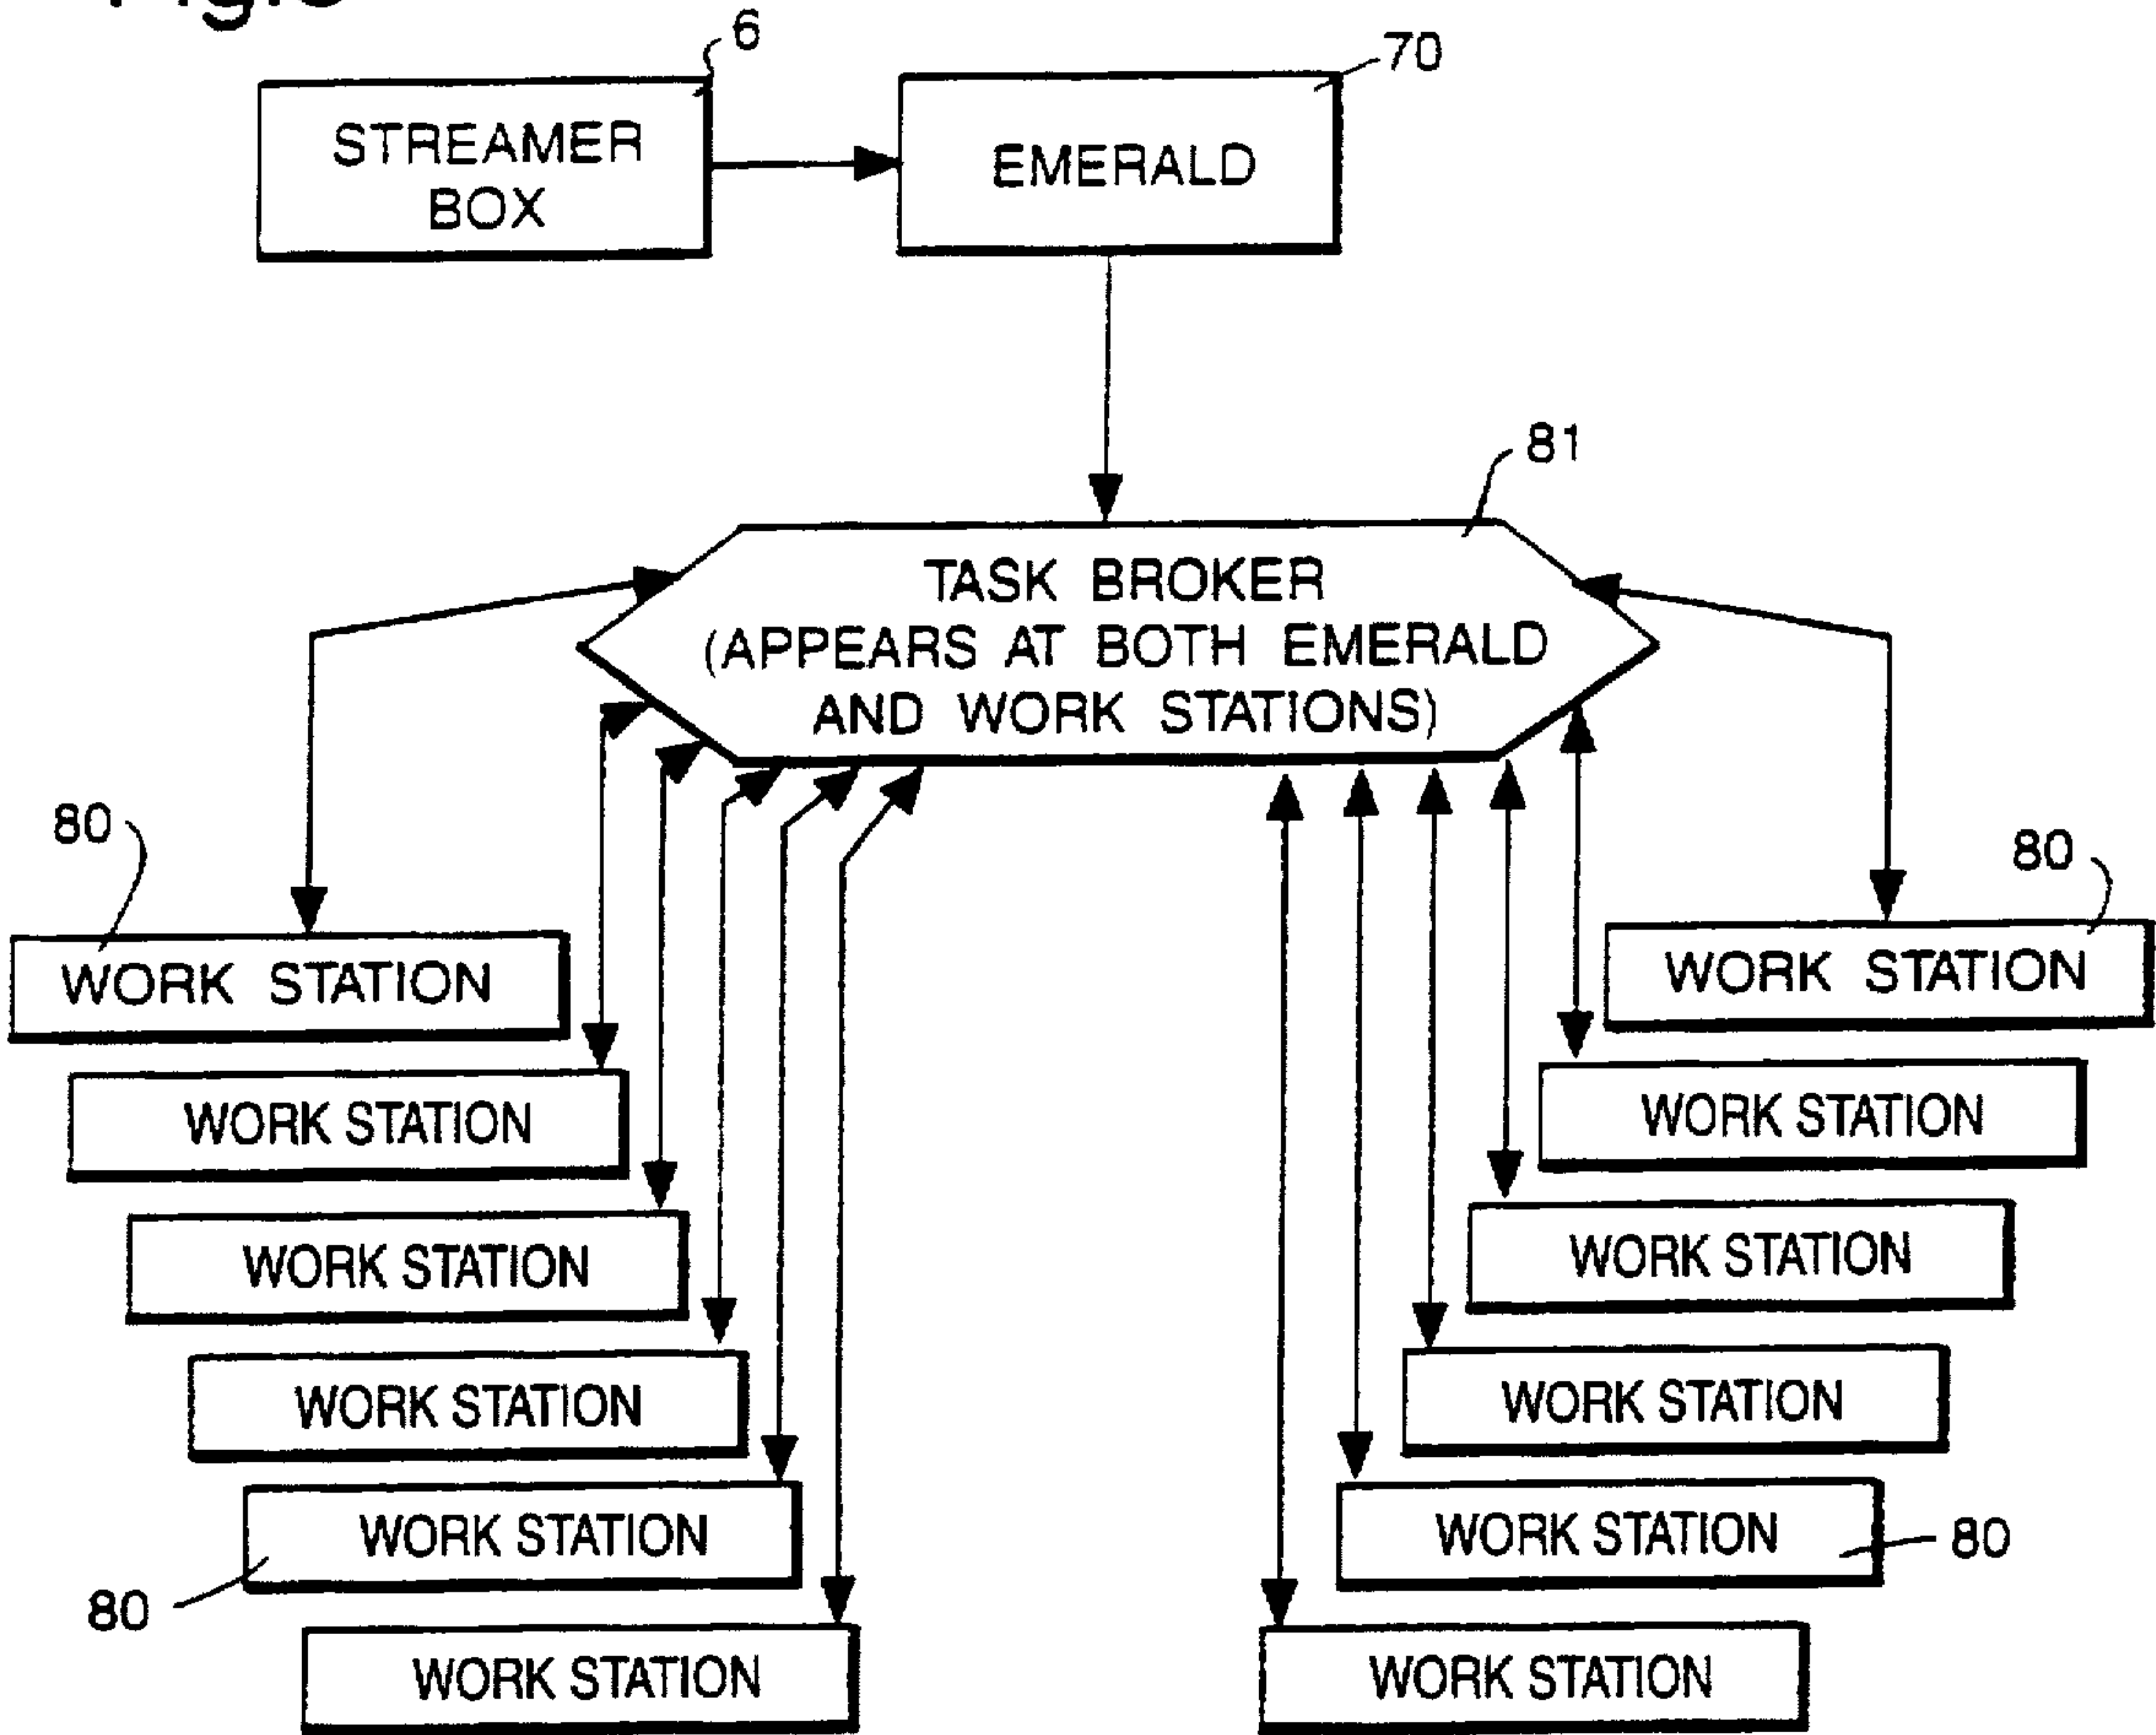 6
70
STREAMER
BOX
EMERALD
81
TASK BROKER
(APPEARS AT BOTH EMERALD
AND WORK STATIONS)
80
80
WORK STATION
WORK STATION
WORK STATION
WORK STATION
WORK STATION
WORK STATION
WORK STATION
WORK STATION
WORK STATION
WORK STATION
80
80
WORK STATION
WORK STATION